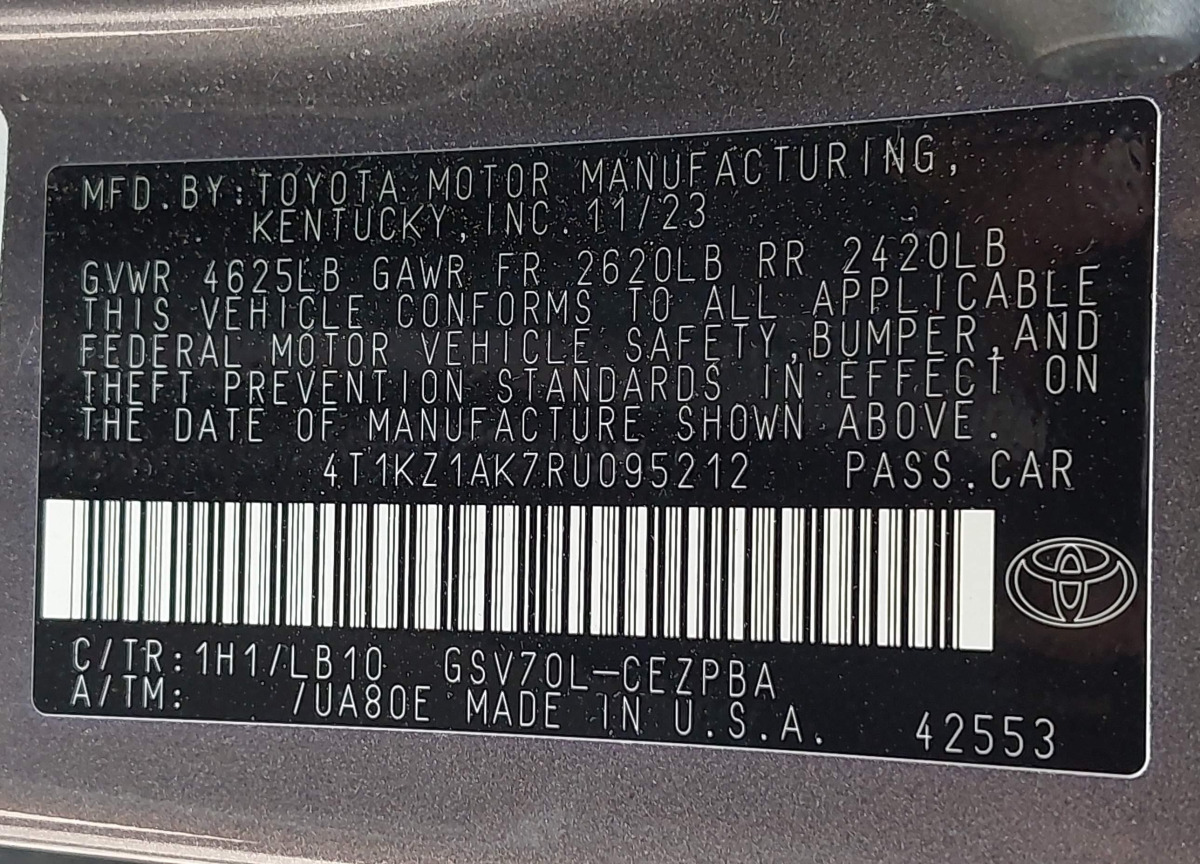 MFD.BY:TOYOTA MOTOR MANUFACTURING,
KENTUCKY,INC. 11/23
GVWR 4625LB GAWR FR 2620LB RR 2420LB
THIS VEHICLE CONFORMS TO ALL APPLICABLE
FEDERAL MOTOR VEHICLE SAFETY,BUMPER,AND
THEFT PREVENTION STANDARDS IN EFFECT ON
THE DATE OF MANUFACTURE SHOWN ABOVE.
4T1KZ1AK7RU095212 PASS.CAR
C/TR:1H1/LB10 GSV70L-CEZPBA
A/TM: /UA80E MADE IN U.S.A. 42553